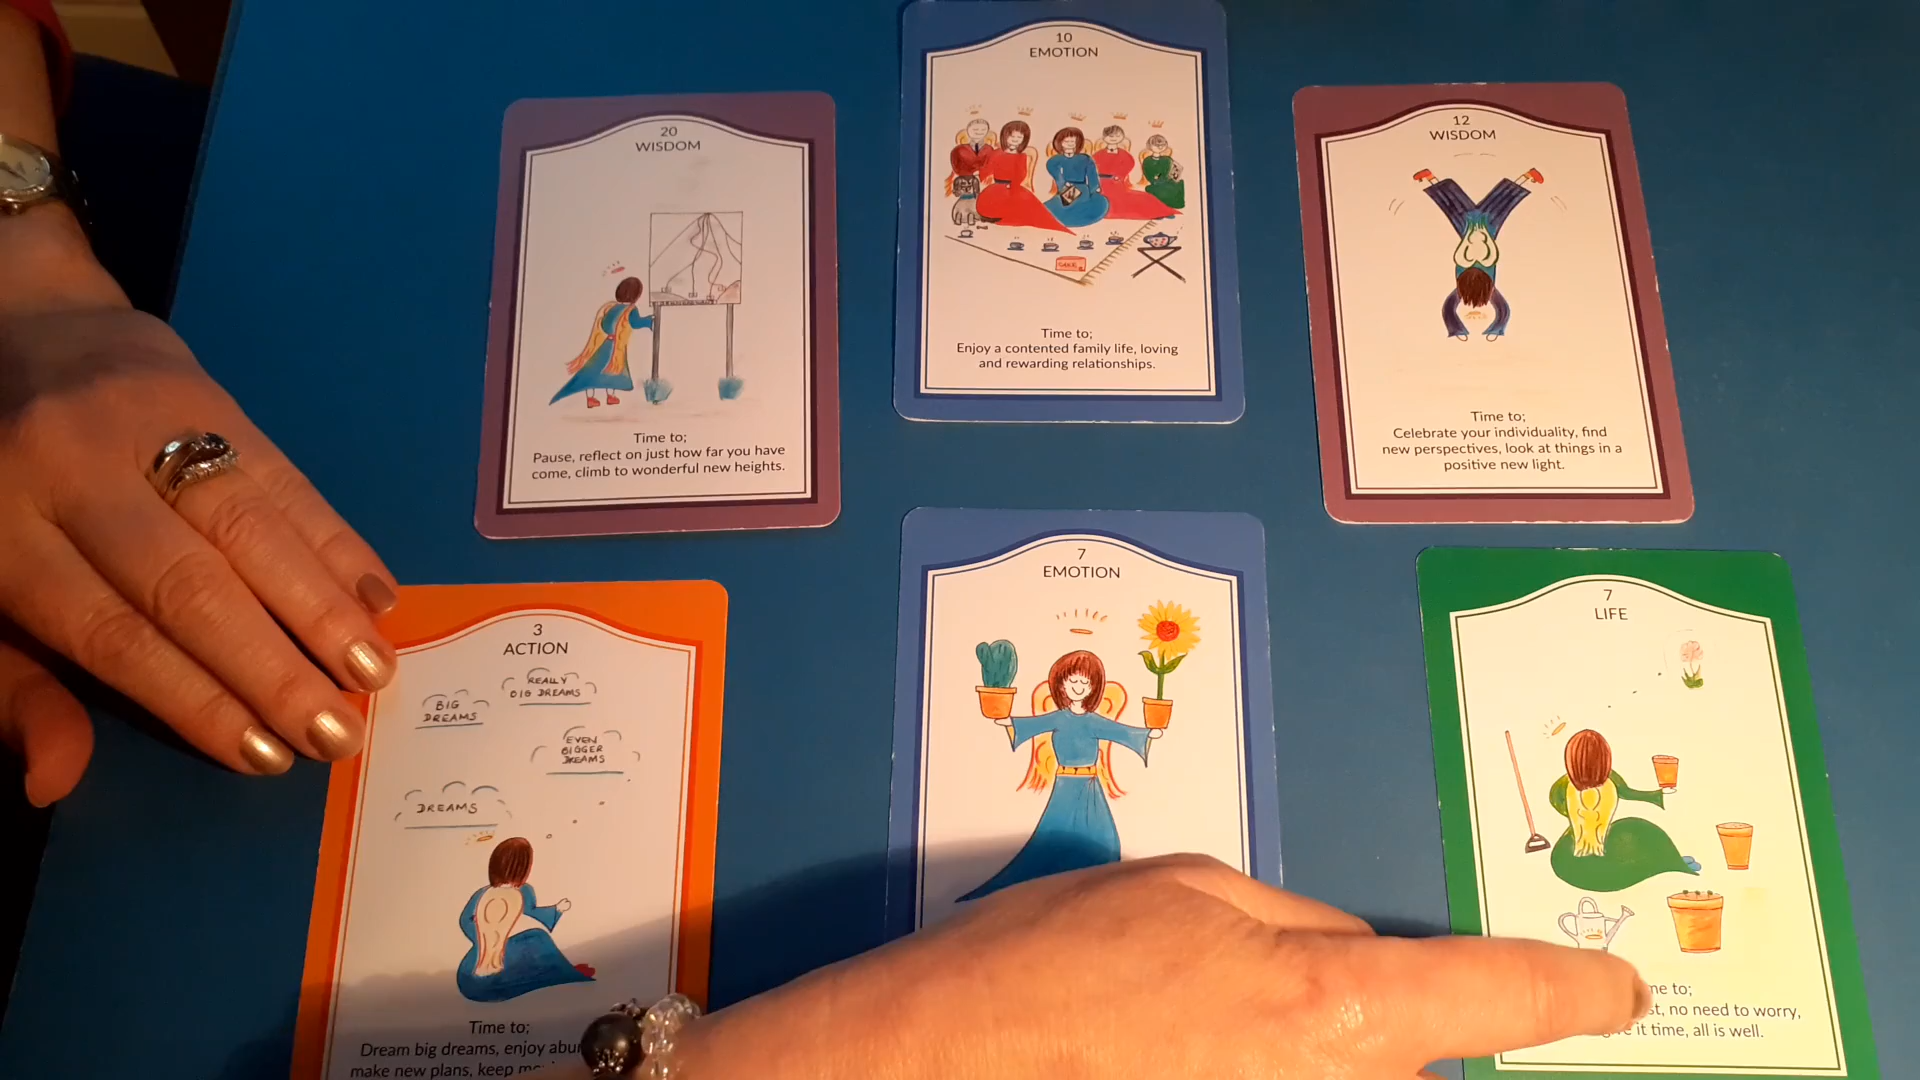 20
WISDOM
Time to;
Pause, reflect on just how far you have
come, climb to wonderful new heights.
10
EMOTION
CAKE
Time to;
Enjoy a contented family life, loving
and rewarding relationships.
12
WISDOM
Time to;
Celebrate your individuality, find
new perspectives, look at things in a
positive new light.
3
ACTION
REALLY
BIG DREAMS
BIG
DREAMS
EVEN
BIGGER
DREAMS
DREAMS
Time to;
Dream big dreams, enjoy
make new plans, keep
7
EMOTION
7
LIFE
me to;
st, no need to worry,
it time, all is well.